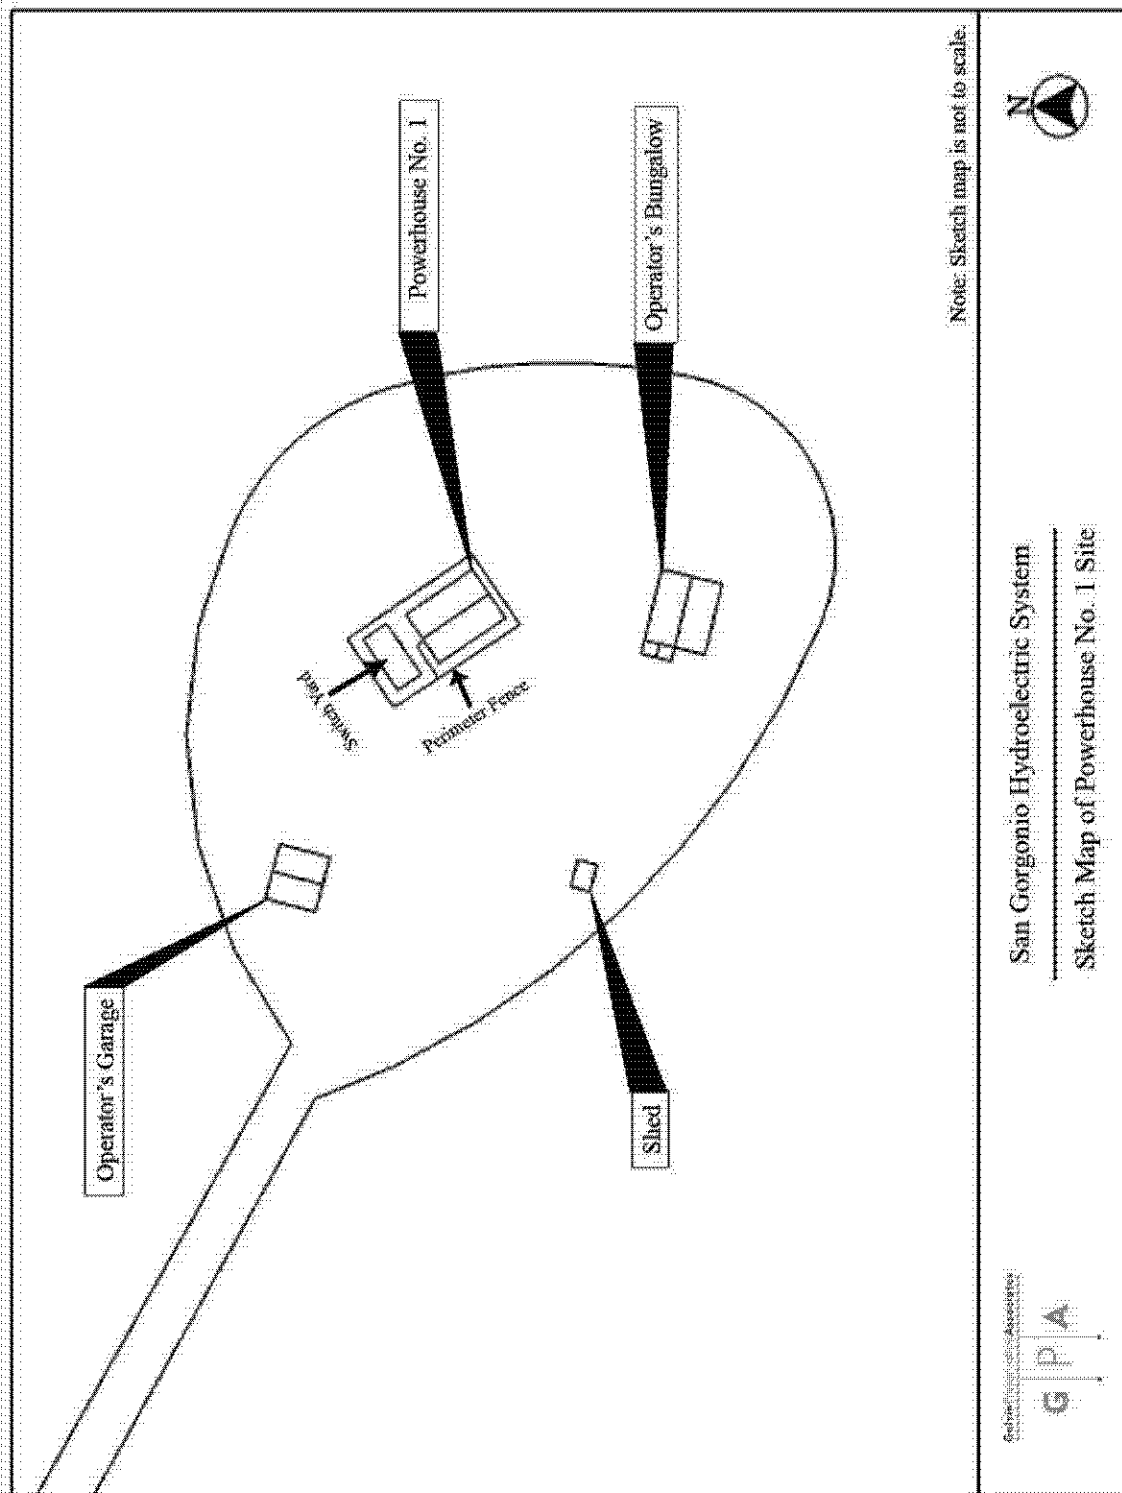 Operator's Garage
Powerhouse No. 1
Switch Yard
Perimeter Fence
Operator's Bungalow
Shed
Note: Sketch map is not to scale.
N
San Gorgonio Hydroelectric System
Sketch Map of Powerhouse No. 1 Site
G P A